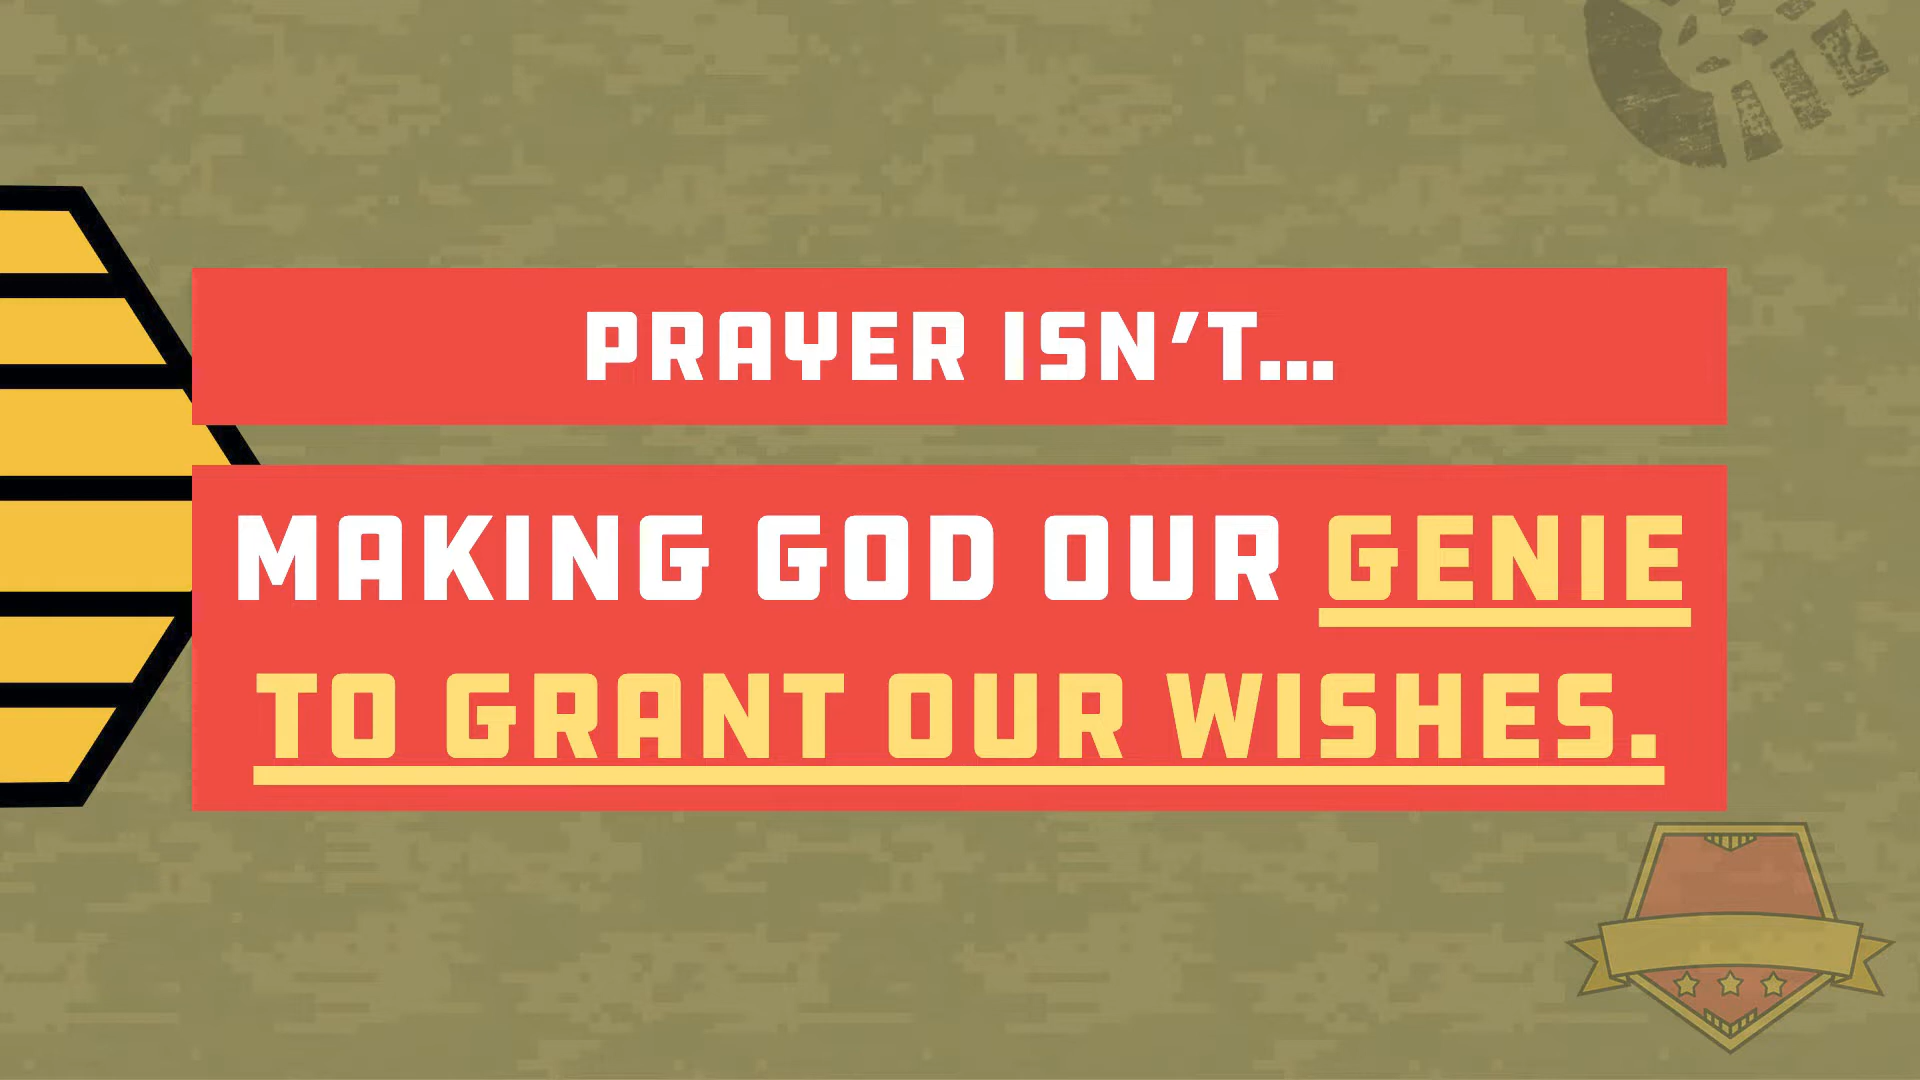 PRAYER ISN'T...
MAKING GOD OUR GENIE
TO GRANT OUR WISHES.